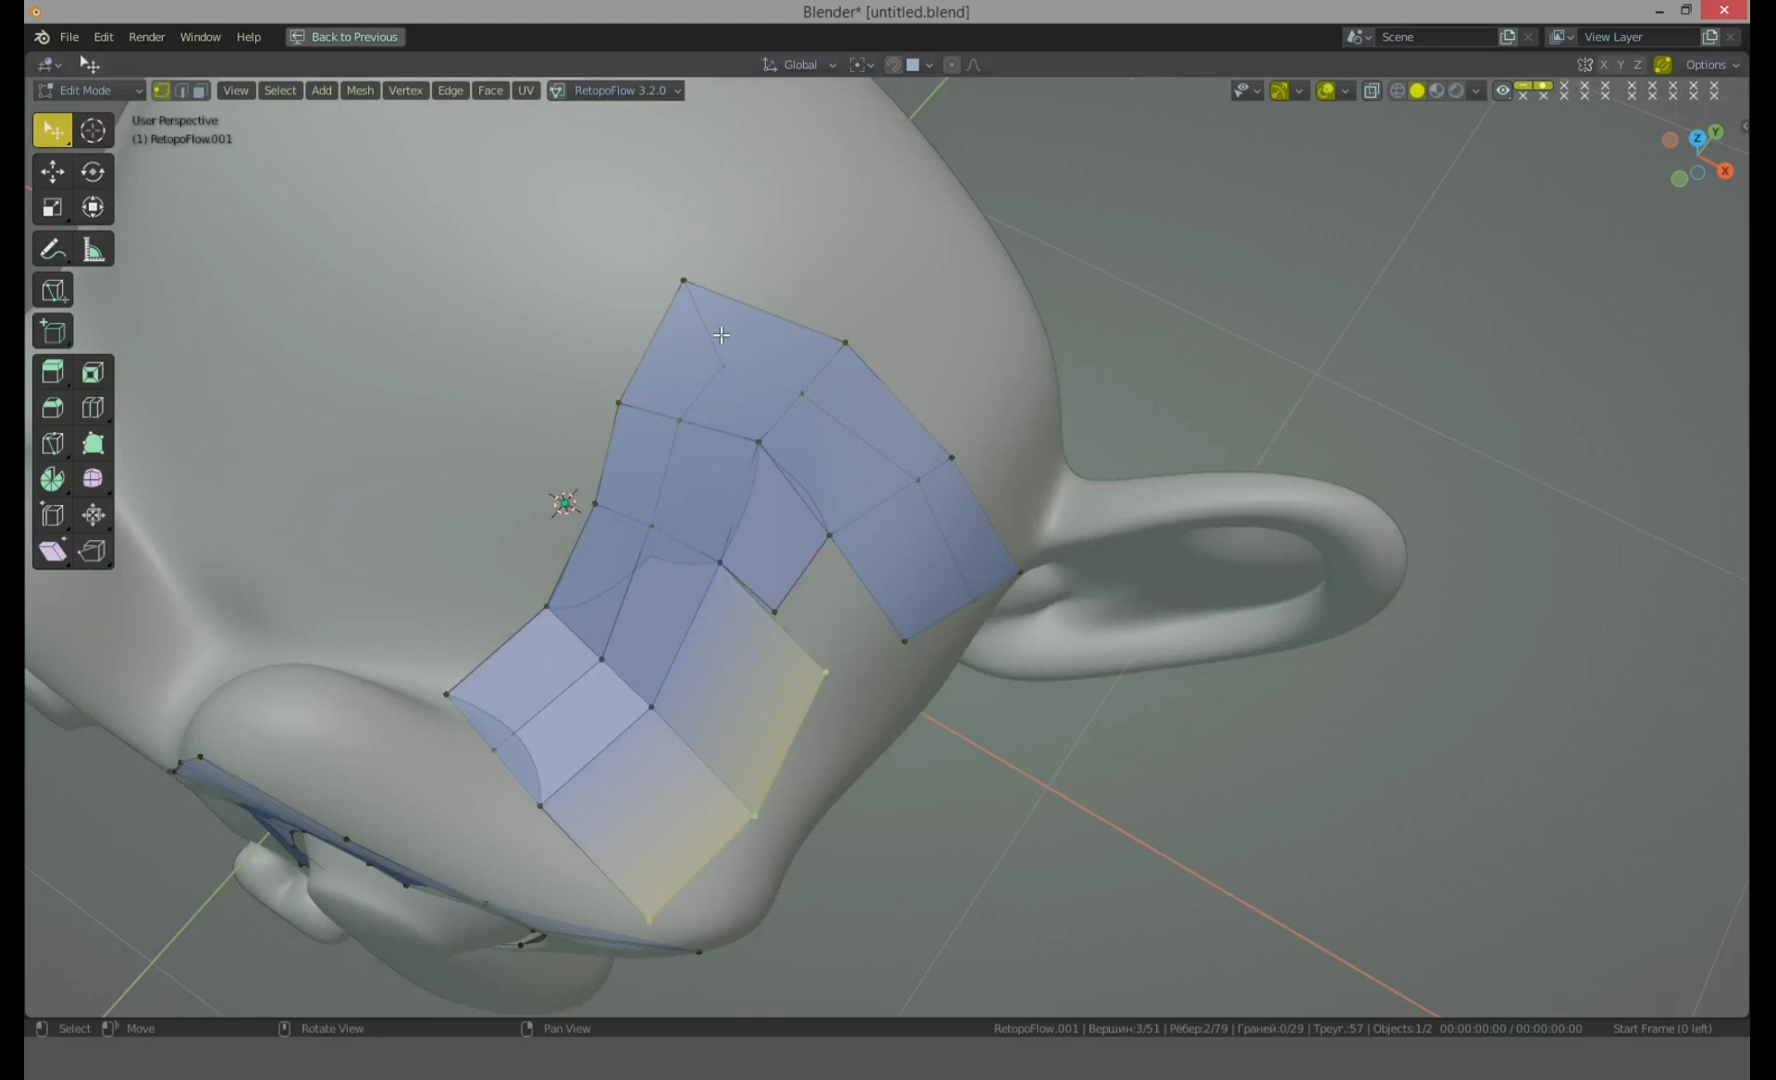 Blender* [untitled.blend]
File Edit Render Window Help Back to Previous Scene View Layer
Global X Y Z Options
Edit Mode View Select Add Mesh Vertex Edge Face UV RetopoFlow 3.2.0
User Perspective
(1) RetopoFlow.001
Z Y X
Select Move Rotate View Pan View RetopoFlow.001 | Вершин:3/51 | Рёбер:2/79 | Граней:0/29 | Треуг.:57 | Objects:1/2 00:00:00:00 / 00:00:00:00 Start Frame (0 left)